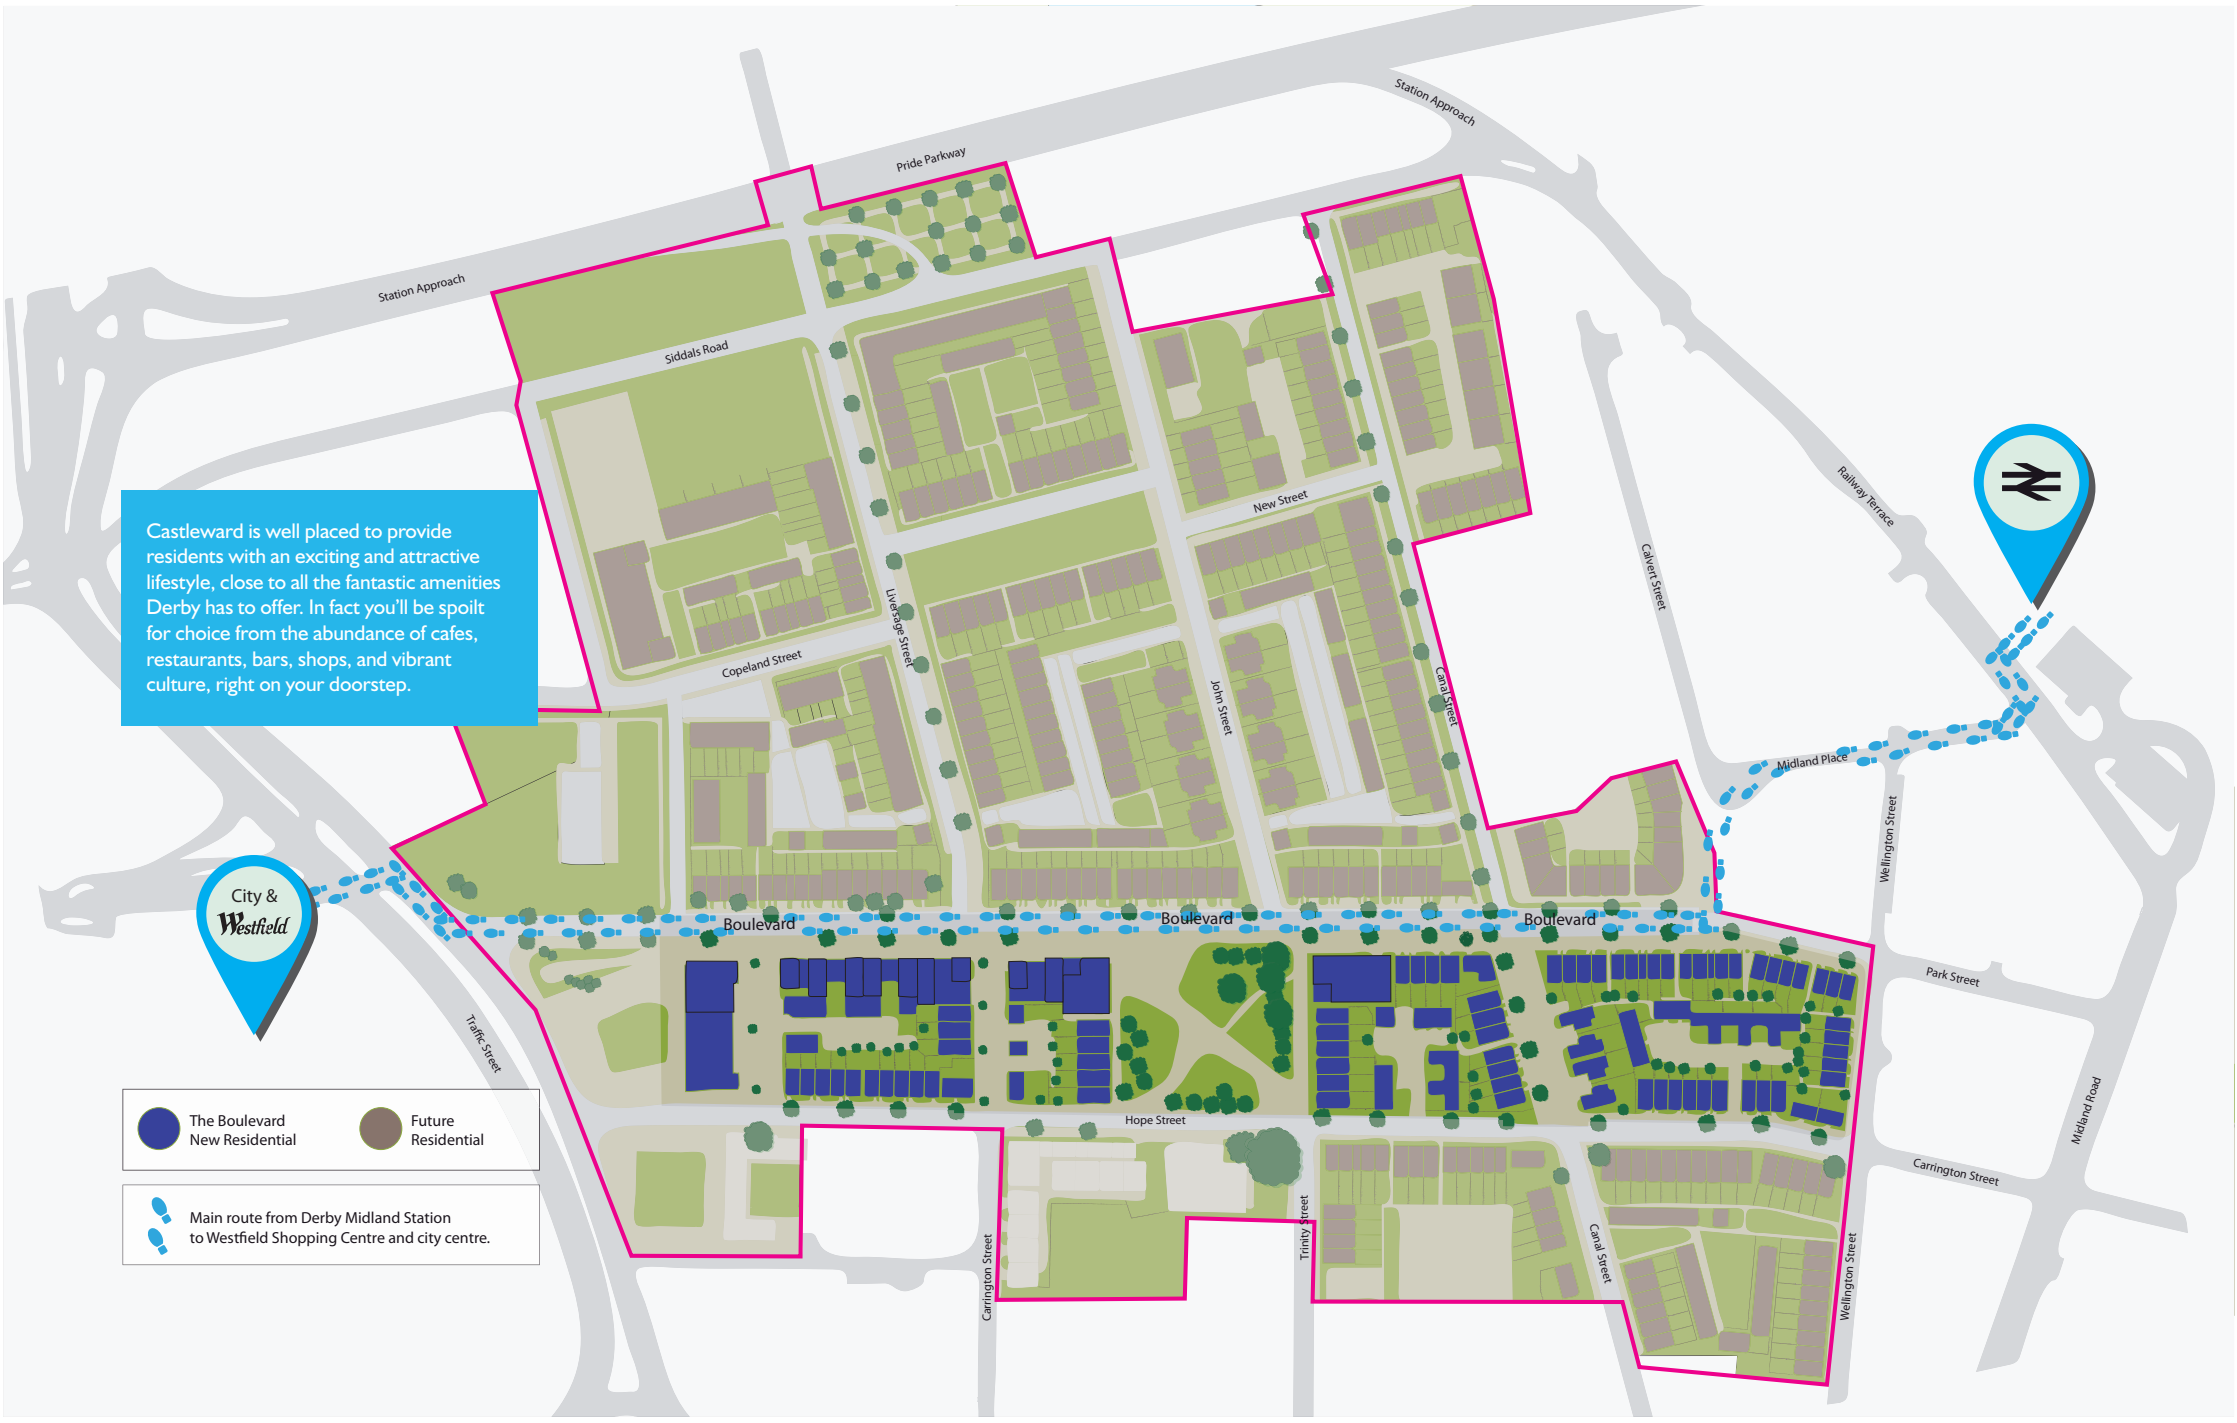 Station Approach
Pride Parkway
Station Approach
Siddals Road
Castleward is well placed to provide
residents with an exciting and attractive
lifestyle, close to all the fantastic amenities
Derby has to offer. In fact you'll be spoilt
for choice from the abundance of cafes,
restaurants, bars, shops, and vibrant
culture, right on your doorstep.
New Street
Railway Terrace
Calvert Street
Liversage Street
Copeland Street
John Street
Canal Street
Midland Place
Wellington Street
City &
Westfield
Boulevard
Boulevard
Boulevard
Park Street
Traffic Street
Hope Street
Midland Road
The Boulevard
New Residential
Future
Residential
Carrington Street
Main route from Derby Midland Station
to Westfield Shopping Centre and city centre.
Carrington Street
Trinity Street
Canal Street
Wellington Street